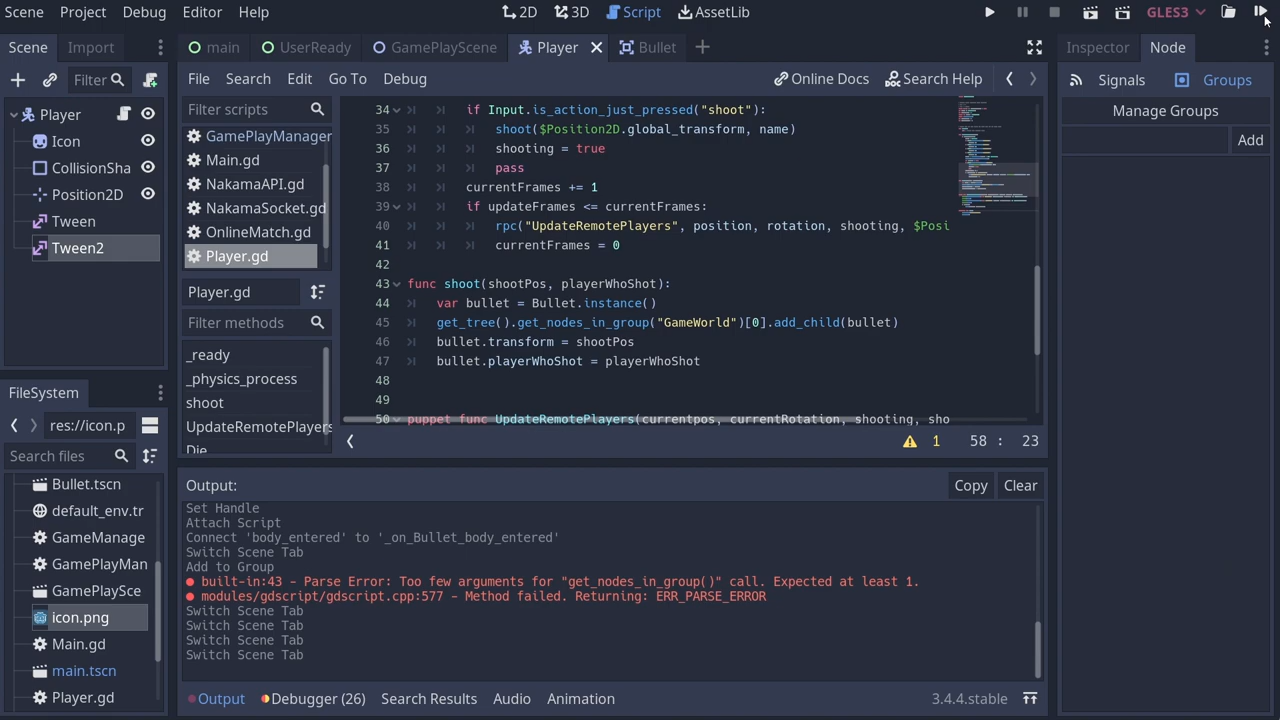 Scene Project Debug Editor Help 2D 3D Script AssetLib GLES3
Scene Import main UserReady GamePlayScene Player Bullet Inspector Node
Filter File Search Edit Go To Debug Online Docs Search Help Signals Groups
Manage Groups
Add
Player
Icon
CollisionSha
Position2D
Tween
Tween2
Filter scripts
GamePlayManager
Main.gd
NakamaAPI.gd
NakamaSocket.gd
OnlineMatch.gd
Player.gd
Player.gd
Filter methods
_ready
_physics_process
shoot
UpdateRemotePlayers
Die
34 if Input.is_action_just_pressed("shoot"):
35 shoot($Position2D.global_transform, name)
36 shooting = true
37 pass
38 currentFrames += 1
39 if updateFrames <= currentFrames:
40 rpc("UpdateRemotePlayers", position, rotation, shooting, $Posi
41 currentFrames = 0
42
43 func shoot(shootPos, playerWhoShot):
44 var bullet = Bullet.instance()
45 get_tree().get_nodes_in_group("GameWorld")[0].add_child(bullet)
46 bullet.transform = shootPos
47 bullet.playerWhoShot = playerWhoShot
48
49
50 puppet func UpdateRemotePlayers(currentpos, currentRotation, shooting, sho
1 58 : 23
FileSystem
res://icon.p
Search files
Bullet.tscn
default_env.tr
GameManage
GamePlayMan
GamePlaySce
icon.png
Main.gd
main.tscn
Player.gd
Output: Copy Clear
Set Handle
Attach Script
Connect 'body_entered' to '_on_Bullet_body_entered'
Switch Scene Tab
Add to Group
built-in:43 - Parse Error: Too few arguments for "get_nodes_in_group()" call. Expected at least 1.
modules/gdscript/gdscript.cpp:577 - Method failed. Returning: ERR_PARSE_ERROR
Switch Scene Tab
Switch Scene Tab
Switch Scene Tab
Switch Scene Tab
Output Debugger (26) Search Results Audio Animation 3.4.4.stable